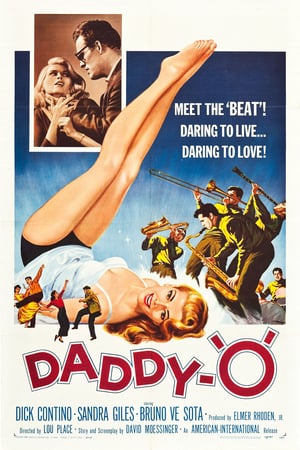 MEET THE 'BEAT'!
DARING TO LIVE...
DARING TO LOVE!
DADDY-'O'
starring
DICK CONTINO • SANDRA GILES • BRUNO VE SOTA • Produced by ELMER RHODEN, JR.
Directed by LOU PLACE • Story and Screenplay by DAVID MOESSINGER • An AMERICAN-INTERNATIONAL Release